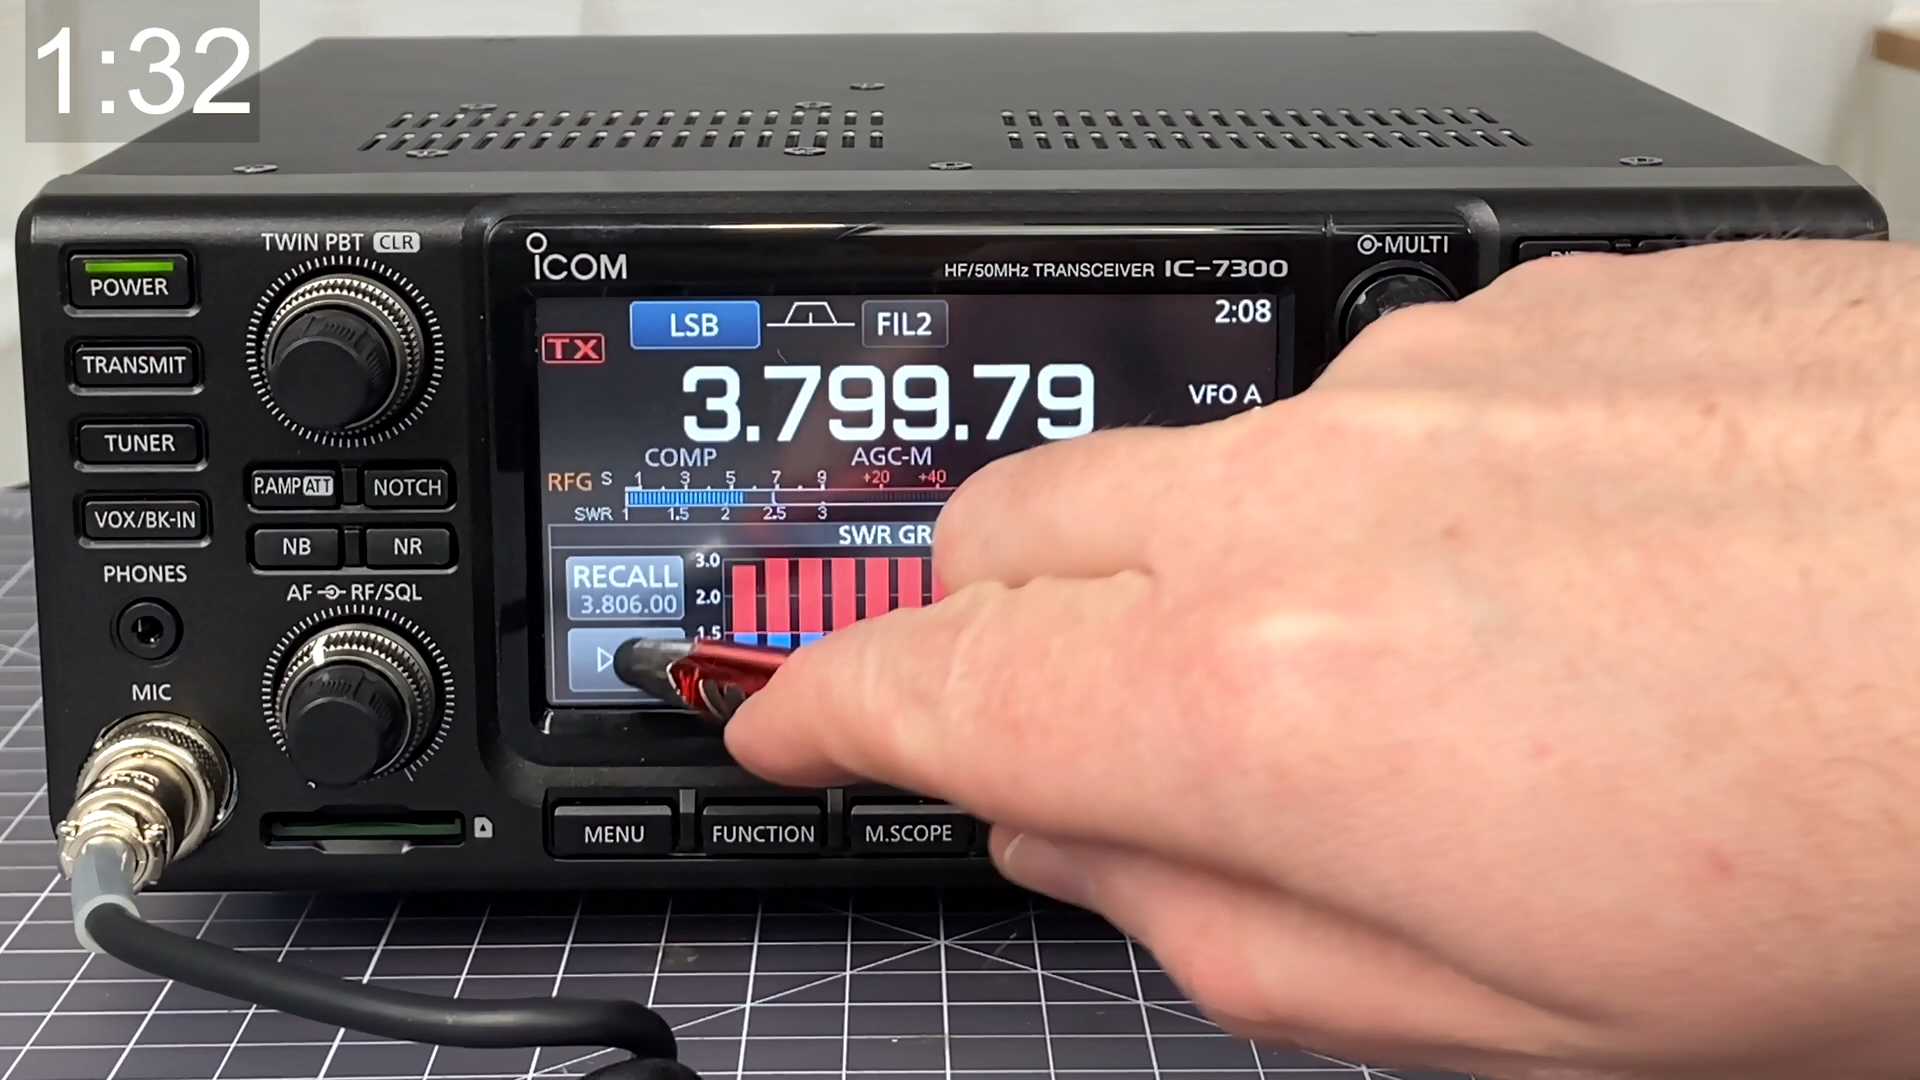 1:32
TWIN PBT CLR
POWER
TRANSMIT
TUNER
VOX/BK-IN
P.AMP ATT
NOTCH
NB
NR
PHONES
AF RF/SQL
MIC
ICOM
HF/50MHz TRANSCEIVER IC-7300
MULTI
LSB
FIL2
2:08
TX
3.799.79
VFO A
COMP
AGC-M
RFG
S 1 3 5 7 9 +20 +40
SWR 1 1.5 2 2.5 3
SWR GR
RECALL
3.806.00
3.0
2.0
1.5
MENU
FUNCTION
M.SCOPE